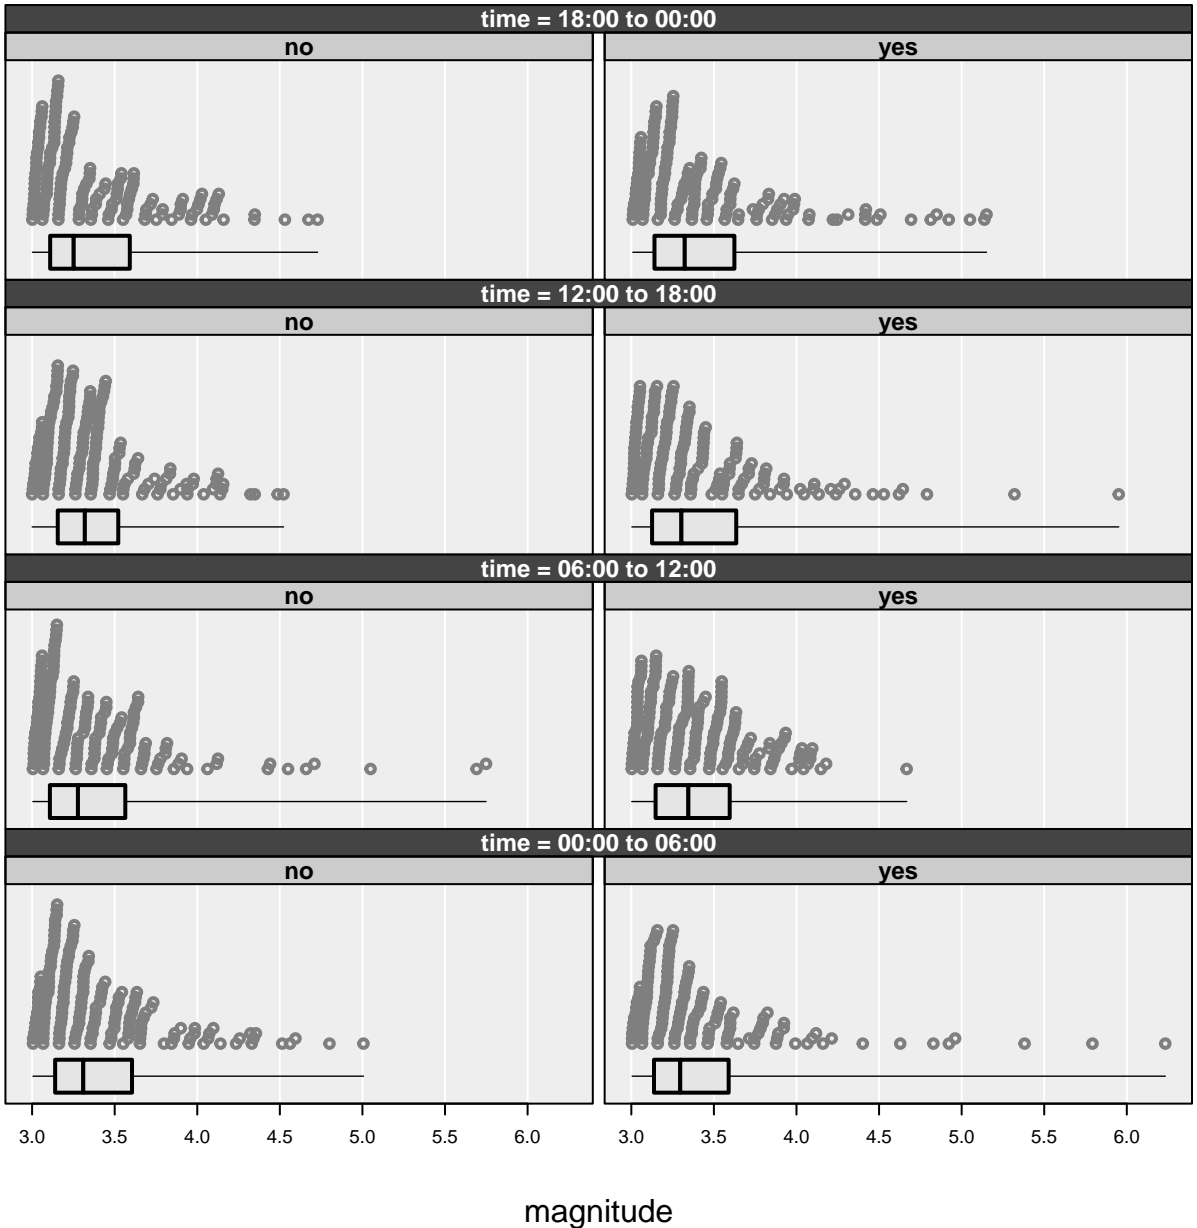 time = 18:00 to 00:00
no yes
time = 12:00 to 18:00
no yes
time = 06:00 to 12:00
no yes
time = 00:00 to 06:00
no yes
3.0 3.5 4.0 4.5 5.0 5.5 6.0 3.0 3.5 4.0 4.5 5.0 5.5 6.0
magnitude